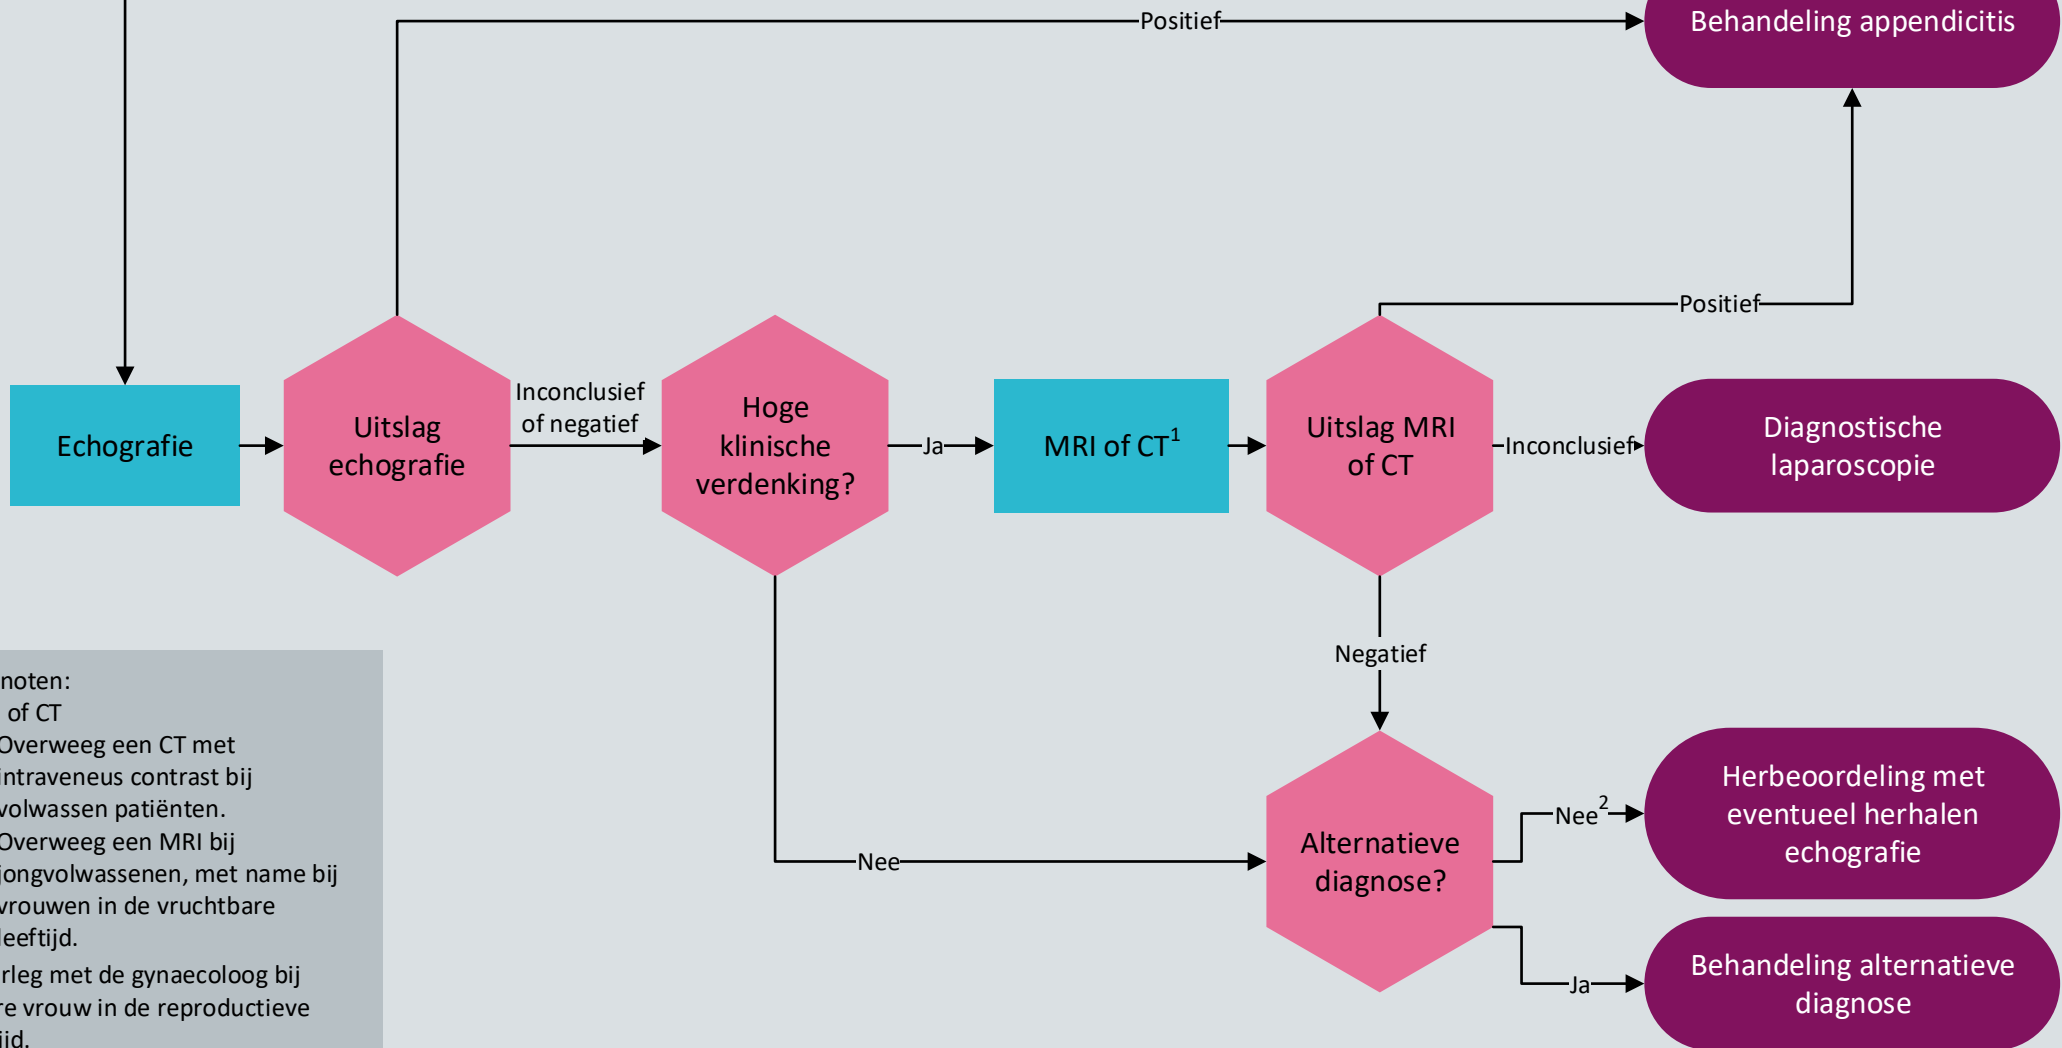 Positief
Behandeling appendicitis
Positief
Echografie
Uitslag
echografie
Inconclusief
of negatief
Hoge
klinische
verdenking?
Ja
MRI of CT1
Uitslag MRI
of CT
Inconclusief
Diagnostische
laparoscopie
Negatief
Nee
Alternatieve
diagnose?
Nee2
Herbeoordeling met
eventueel herhalen
echografie
Ja
Behandeling alternatieve
diagnose
noten:
of CT
Overweeg een CT met
intraveneus contrast bij
volwassen patiënten.
Overweeg een MRI bij
jongvolwassenen, met name bij
vrouwen in de vruchtbare
leeftijd.
rleg met de gynaecoloog bij
re vrouw in de reproductieve
ijd.